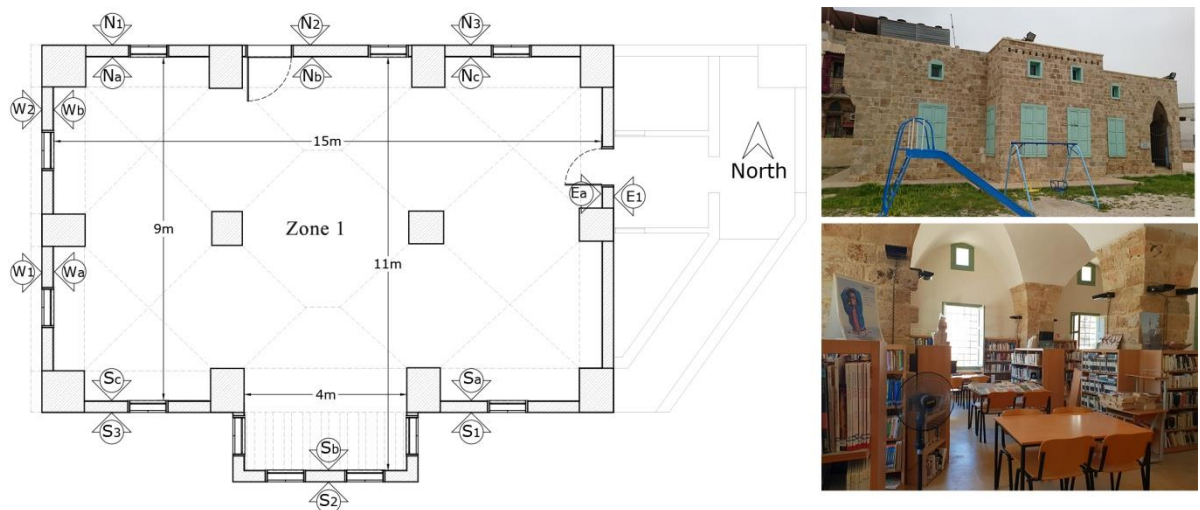 N1 N2 N3
Na Nb Nc
W2 Wb
15m
North
Ea E1
Zone 1
9m
11m
W1 Wa
Sc 4m Sa
S3 Sb S1
S2